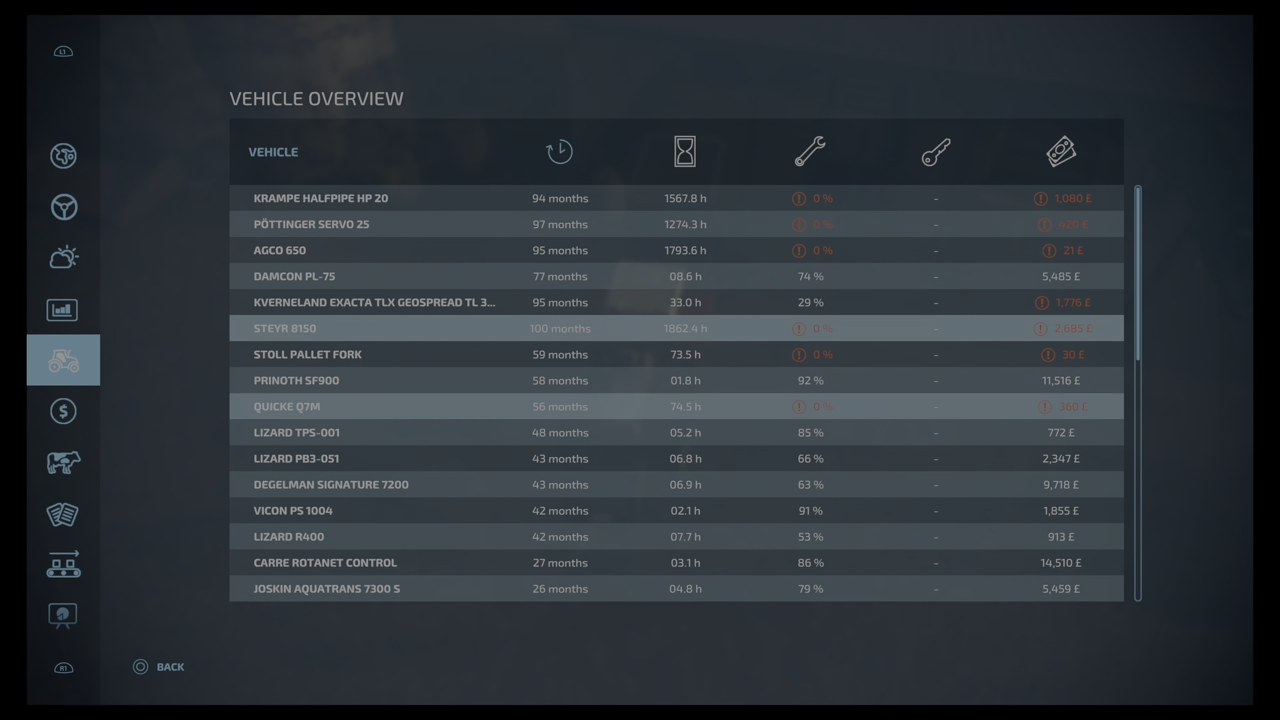 L1
VEHICLE OVERVIEW
VEHICLE
KRAMPE HALFPIPE HP 20 94 months 1567.8 h 0 % - 1,080 £
PÖTTINGER SERVO 25 97 months 1274.3 h 0 % - 420 £
AGCO 650 95 months 1793.6 h 0 % - 21 £
DAMCON PL-75 77 months 08.6 h 74 % - 5,485 £
KVERNELAND EXACTA TLX GEOSPREAD TL 3... 95 months 33.0 h 29 % - 1,776 £
STEYR 8150 100 months 1862.4 h 0 % - 2,685 £
STOLL PALLET FORK 59 months 73.5 h 0 % - 30 £
PRINOTH SF900 58 months 01.8 h 92 % - 11,516 £
QUICKE Q7M 56 months 74.5 h 0 % - 360 £
LIZARD TPS-001 48 months 05.2 h 85 % - 772 £
LIZARD PB3-051 43 months 06.8 h 66 % - 2,347 £
DEGELMAN SIGNATURE 7200 43 months 06.9 h 63 % - 9,718 £
VICON PS 1004 42 months 02.1 h 91 % - 1,855 £
LIZARD R400 42 months 07.7 h 53 % - 913 £
CARRE ROTANET CONTROL 27 months 03.1 h 86 % - 14,510 £
JOSKIN AQUATRANS 7300 S 26 months 04.8 h 79 % - 5,459 £
R1
BACK